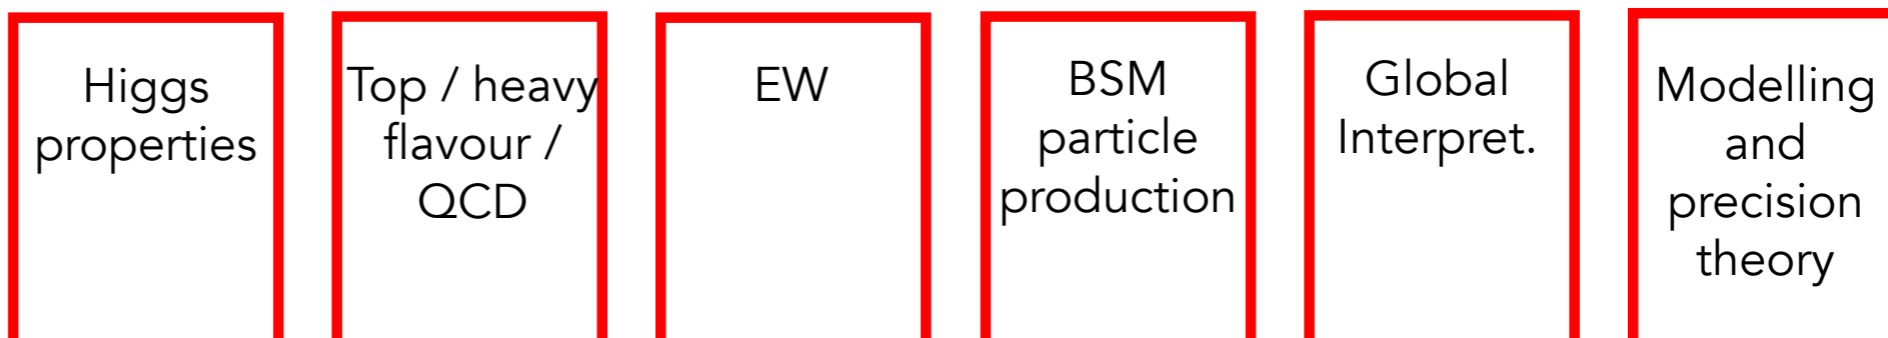 Higgs
properties
Top / heavy
flavour /
QCD
EW
BSM
particle
production
Global
Interpret.
Modelling
and
precision
theory